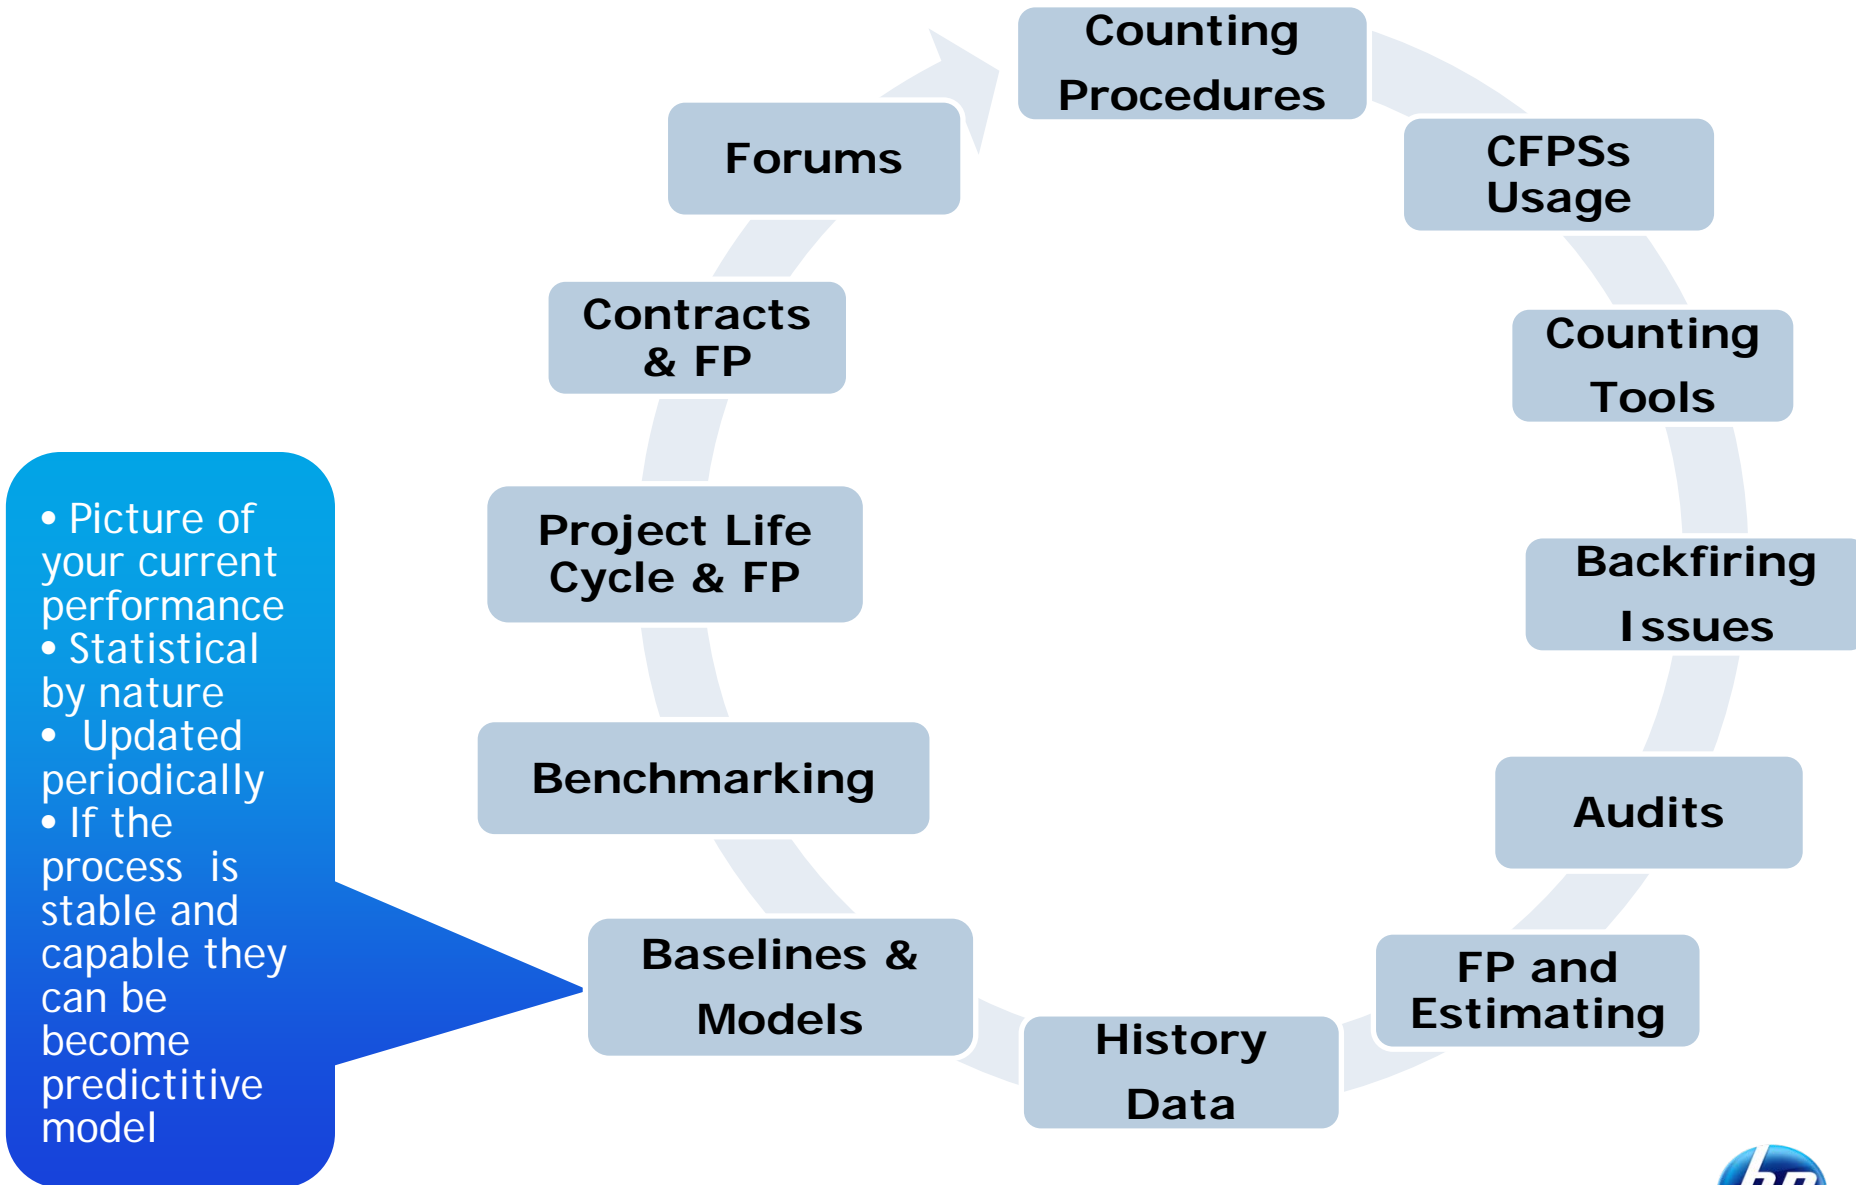 Counting
Procedures
CFPSs
Usage
Counting
Tools
Backfiring
Issues
Audits
FP and
Estimating
History
Data
Baselines &
Models
Benchmarking
Project Life
Cycle & FP
Contracts
& FP
Forums
• Picture of
your current
performance
• Statistical
by nature
• Updated
periodically
• If the
process is
stable and
capable they
can be
become
predictitive
model
hp